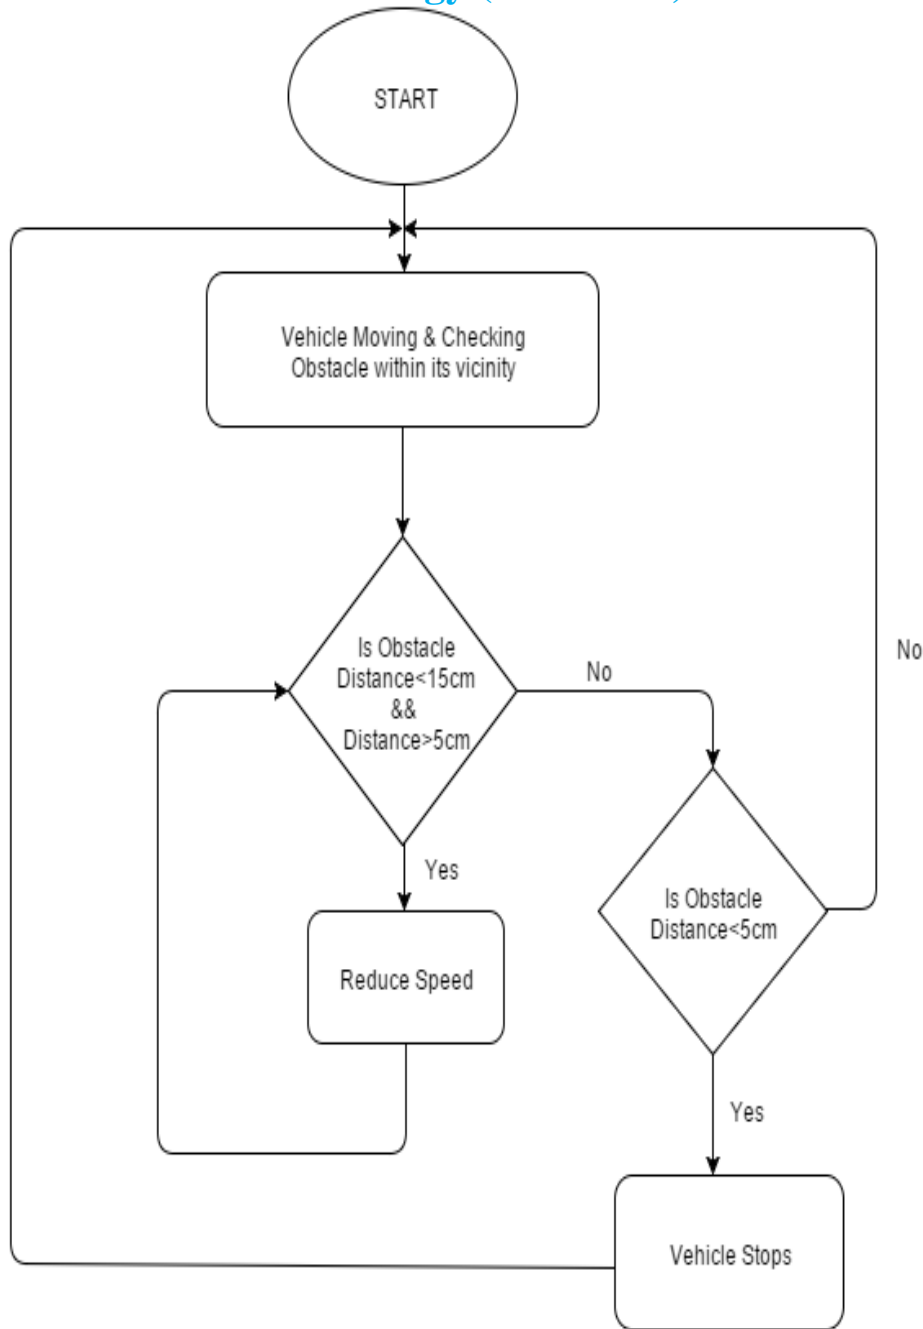 START
Vehicle Moving & Checking
Obstacle within its vicinity
Is Obstacle
Distance<15cm
&&
Distance>5cm
No
No
Yes
Reduce Speed
Is Obstacle
Distance<5cm
Yes
Vehicle Stops